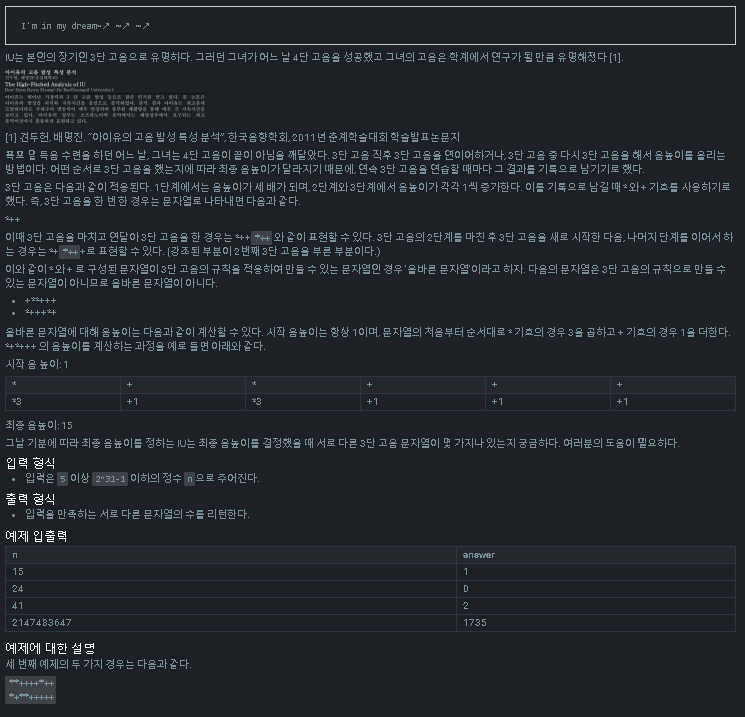 I'm in my dream~↗ ~↗ ~↗
IU는 본인의 장기인 3단 고음으로 유명하다. 그러던 그녀가 어느 날 4단 고음을 성공했고 그녀의 고음은 학계에서 연구가 될 만큼 유명해졌다 [1].
아이유의 고음 발성 특성 분석
The High-Pitched Analysis of IU
[1] 견두헌, 배명진. “아이유의 고음 발성 특성 분석”, 한국음향학회, 2011년 춘계학술대회 학술발표논문지
폭포 밑 득음 수련을 하던 어느 날, 그녀는 4단 고음이 끝이 아님을 깨달았다. 3단 고음 직후 3단 고음을 연이어하거나, 3단 고음 중 다시 3단 고음을 해서 음높이를 올리는
방법이다. 어떤 순서로 3단 고음을 했는지에 따라 최종 음높이가 달라지기 때문에, 연속 3단 고음을 연습할 때마다 그 결과를 기록으로 남기기로 했다.
3단 고음은 다음과 같이 적용된다. 1단계에서는 음높이가 세 배가 되며, 2단계와 3단계에서 음높이가 각각 1씩 증가한다. 이를 기록으로 남길 때 *와 + 기호를 사용하기로
했다. 즉, 3단 고음을 한 번 한 경우는 문자열로 나타내면 다음과 같다.
*++
이때 3단 고음을 마치고 연달아 3단 고음을 한 경우는 *++ *++ 와 같이 표현할 수 있다. 3단 고음의 2단계를 마친 후 3단 고음을 새로 시작한 다음, 나머지 단계를 이어서 하
는 경우는 *+ *++ + 로 표현할 수 있다. (강조된 부분이 2번째 3단 고음을 부른 부분이다.)
이와 같이 *와 + 로 구성된 문자열이 3단 고음의 규칙을 적용하여 만들 수 있는 문자열인 경우 '올바른 문자열'이라고 하자. 다음의 문자열은 3단 고음의 규칙으로 만들 수
있는 문자열이 아니므로 올바른 문자열이 아니다.
• +**+++
• *+++*+
올바른 문자열에 대해 음높이는 다음과 같이 계산할 수 있다. 시작 음높이는 항상 1이며, 문자열의 처음부터 순서대로 * 기호의 경우 3을 곱하고 + 기호의 경우 1을 더한다.
*+*+++ 의 음높이를 계산하는 과정을 예로 들면 아래와 같다.
시작 음 높이: 1
* + * + + +
*3 +1 *3 +1 +1 +1
최종 음높이: 15
그날 기분에 따라 최종 음높이를 정하는 IU는 최종 음높이를 결정했을 때 서로 다른 3단 고음 문자열이 몇 가지나 있는지 궁금하다. 여러분의 도움이 필요하다.
입력 형식
• 입력은 5 이상 2^31-1 이하의 정수 n 으로 주어진다.
출력 형식
• 입력을 만족하는 서로 다른 문자열의 수를 리턴한다.
예제 입출력
n answer
15 1
24 0
41 2
2147483647 1735
예제에 대한 설명
세 번째 예제의 두 가지 경우는 다음과 같다.
**++++*++
*+**+++++